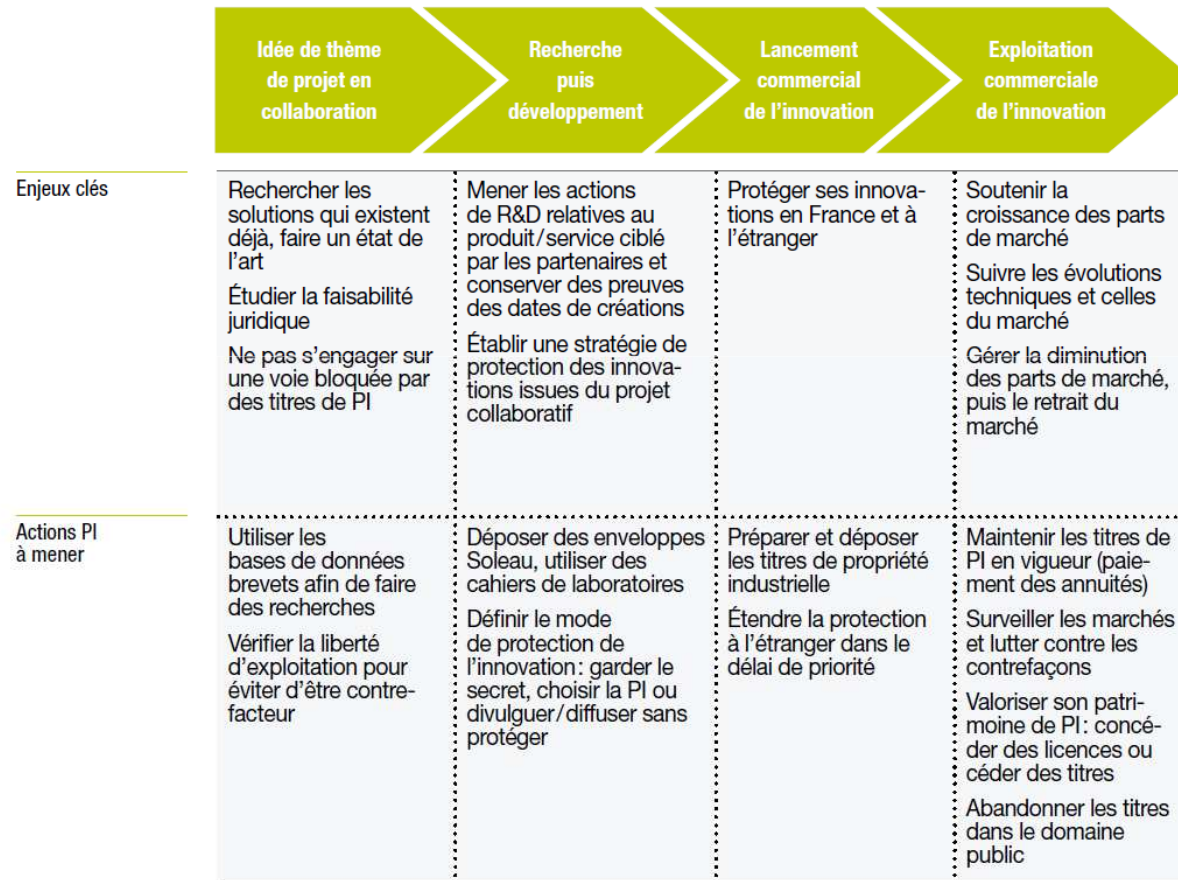 Idée de thème
de projet en
collaboration
Recherche
puis
développement
Lancement
commercial
de l’innovation
Exploitation
commerciale
de l’innovation
Enjeux clés
Rechercher les
solutions qui existent
déjà, faire un état de
l’art
Étudier la faisabilité
juridique
Ne pas s’engager sur
une voie bloquée par
des titres de PI
Mener les actions
de R&D relatives au
produit/service ciblé
par les partenaires et
conserver des preuves
des dates de créations
Établir une stratégie de
protection des innova-
tions issues du projet
collaboratif
Protéger ses innova-
tions en France et à
l’étranger
Soutenir la
croissance des parts
de marché
Suivre les évolutions
techniques et celles
du marché
Gérer la diminution
des parts de marché,
puis le retrait du
marché
Actions PI
à mener
Utiliser les
bases de données
brevets afin de faire
des recherches
Vérifier la liberté
d’exploitation pour
éviter d’être contre-
facteur
Déposer des enveloppes
Soleau, utiliser des
cahiers de laboratoires
Définir le mode
de protection de
l’innovation : garder le
secret, choisir la PI ou
divulguer/diffuser sans
protéger
Préparer et déposer
les titres de propriété
industrielle
Étendre la protection
à l’étranger dans le
délai de priorité
Maintenir les titres de
PI en vigueur (paie-
ment des annuités)
Surveiller les marchés
et lutter contre les
contrefaçons
Valoriser son patri-
moine de PI : concé-
der des licences ou
céder des titres
Abandonner les titres
dans le domaine
public